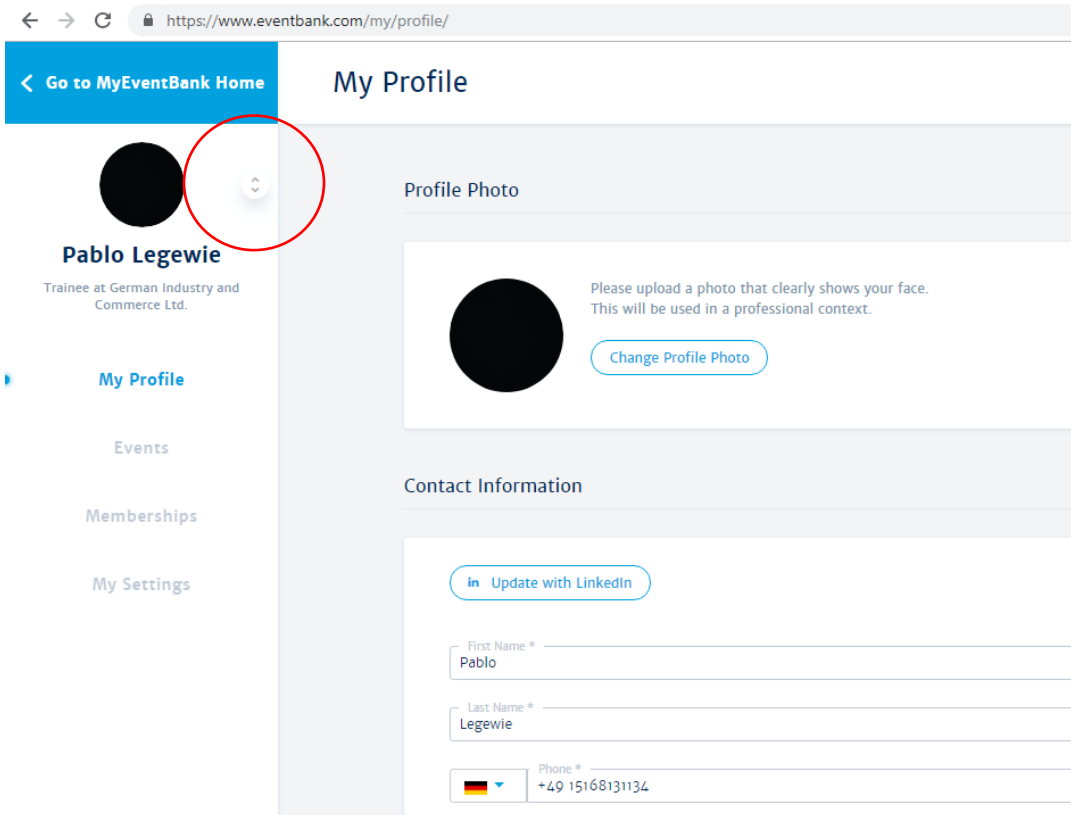 https://www.eventbank.com/my/profile/
Go to MyEventBank Home
My Profile
Pablo Legewie
Trainee at German Industry and
Commerce Ltd.
My Profile
Events
Memberships
My Settings
Profile Photo
Please upload a photo that clearly shows your face.
This will be used in a professional context.
Change Profile Photo
Contact Information
in Update with LinkedIn
First Name *
Pablo
Last Name *
Legewie
Phone *
+49 15168131134